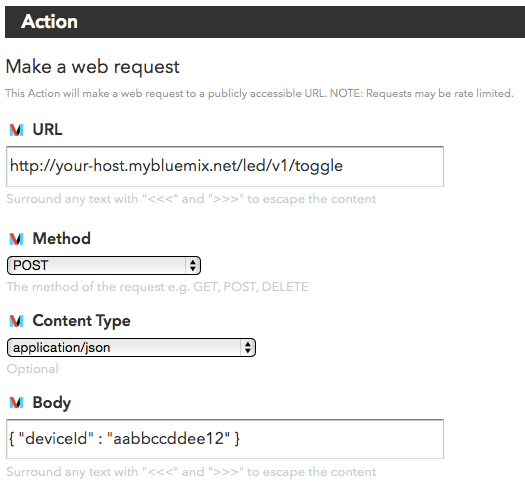 Action
Make a web request
This Action will make a web request to a publicly accessible URL. NOTE: Requests may be rate limited.
URL
http://your-host.mybluemix.net/led/v1/toggle
Surround any text with "<<<" and ">>>" to escape the content
Method
POST
The method of the request e.g. GET, POST, DELETE
Content Type
application/json
Optional
Body
{ "deviceId" : "aabbccddee12" }
Surround any text with "<<<" and ">>>" to escape the content